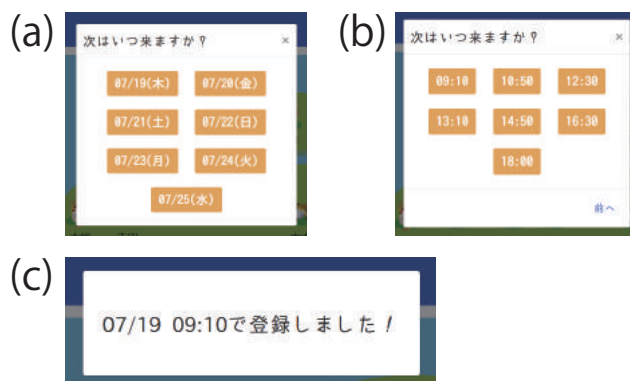 (a)
次はいつ来ますか？ ×
07/19(木) 07/20(金)
07/21(土) 07/22(日)
07/23(月) 07/24(火)
07/25(水)
(b)
次はいつ来ますか？ ×
09:10 10:50 12:30
13:10 14:50 16:30
18:00
前へ
(c)
07/19 09:10で登録しました！